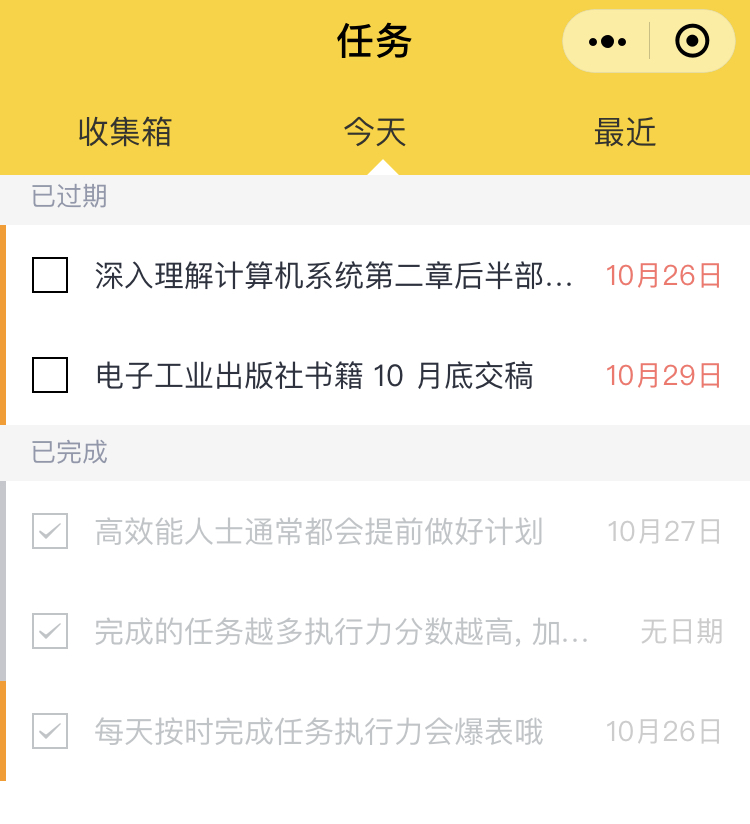 任务
收集箱 今天 最近
已过期
深入理解计算机系统第二章后半部... 10月26日
电子工业出版社书籍 10 月底交稿 10月29日
已完成
高效能人士通常都会提前做好计划 10月27日
完成的任务越多执行力分数越高, 加... 无日期
每天按时完成任务执行力会爆表哦 10月26日